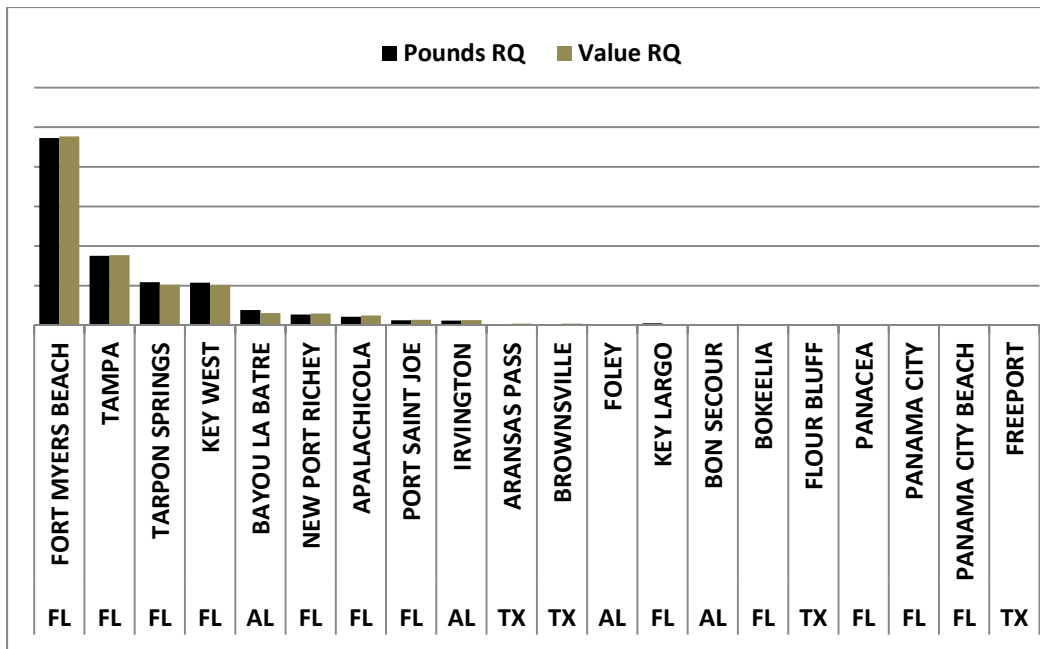 Pounds RQ Value RQ
FORT MYERS BEACH
TAMPA
TARPON SPRINGS
KEY WEST
BAYOU LA BATRE
NEW PORT RICHEY
APALACHICOLA
PORT SAINT JOE
IRVINGTON
ARANSAS PASS
BROWNSVILLE
FOLEY
KEY LARGO
BON SECOUR
BOKEELIA
FLOUR BLUFF
PANACEA
PANAMA CITY
PANAMA CITY BEACH
FREEPORT
FL FL FL FL AL FL FL FL AL TX TX AL FL AL FL TX FL FL FL TX